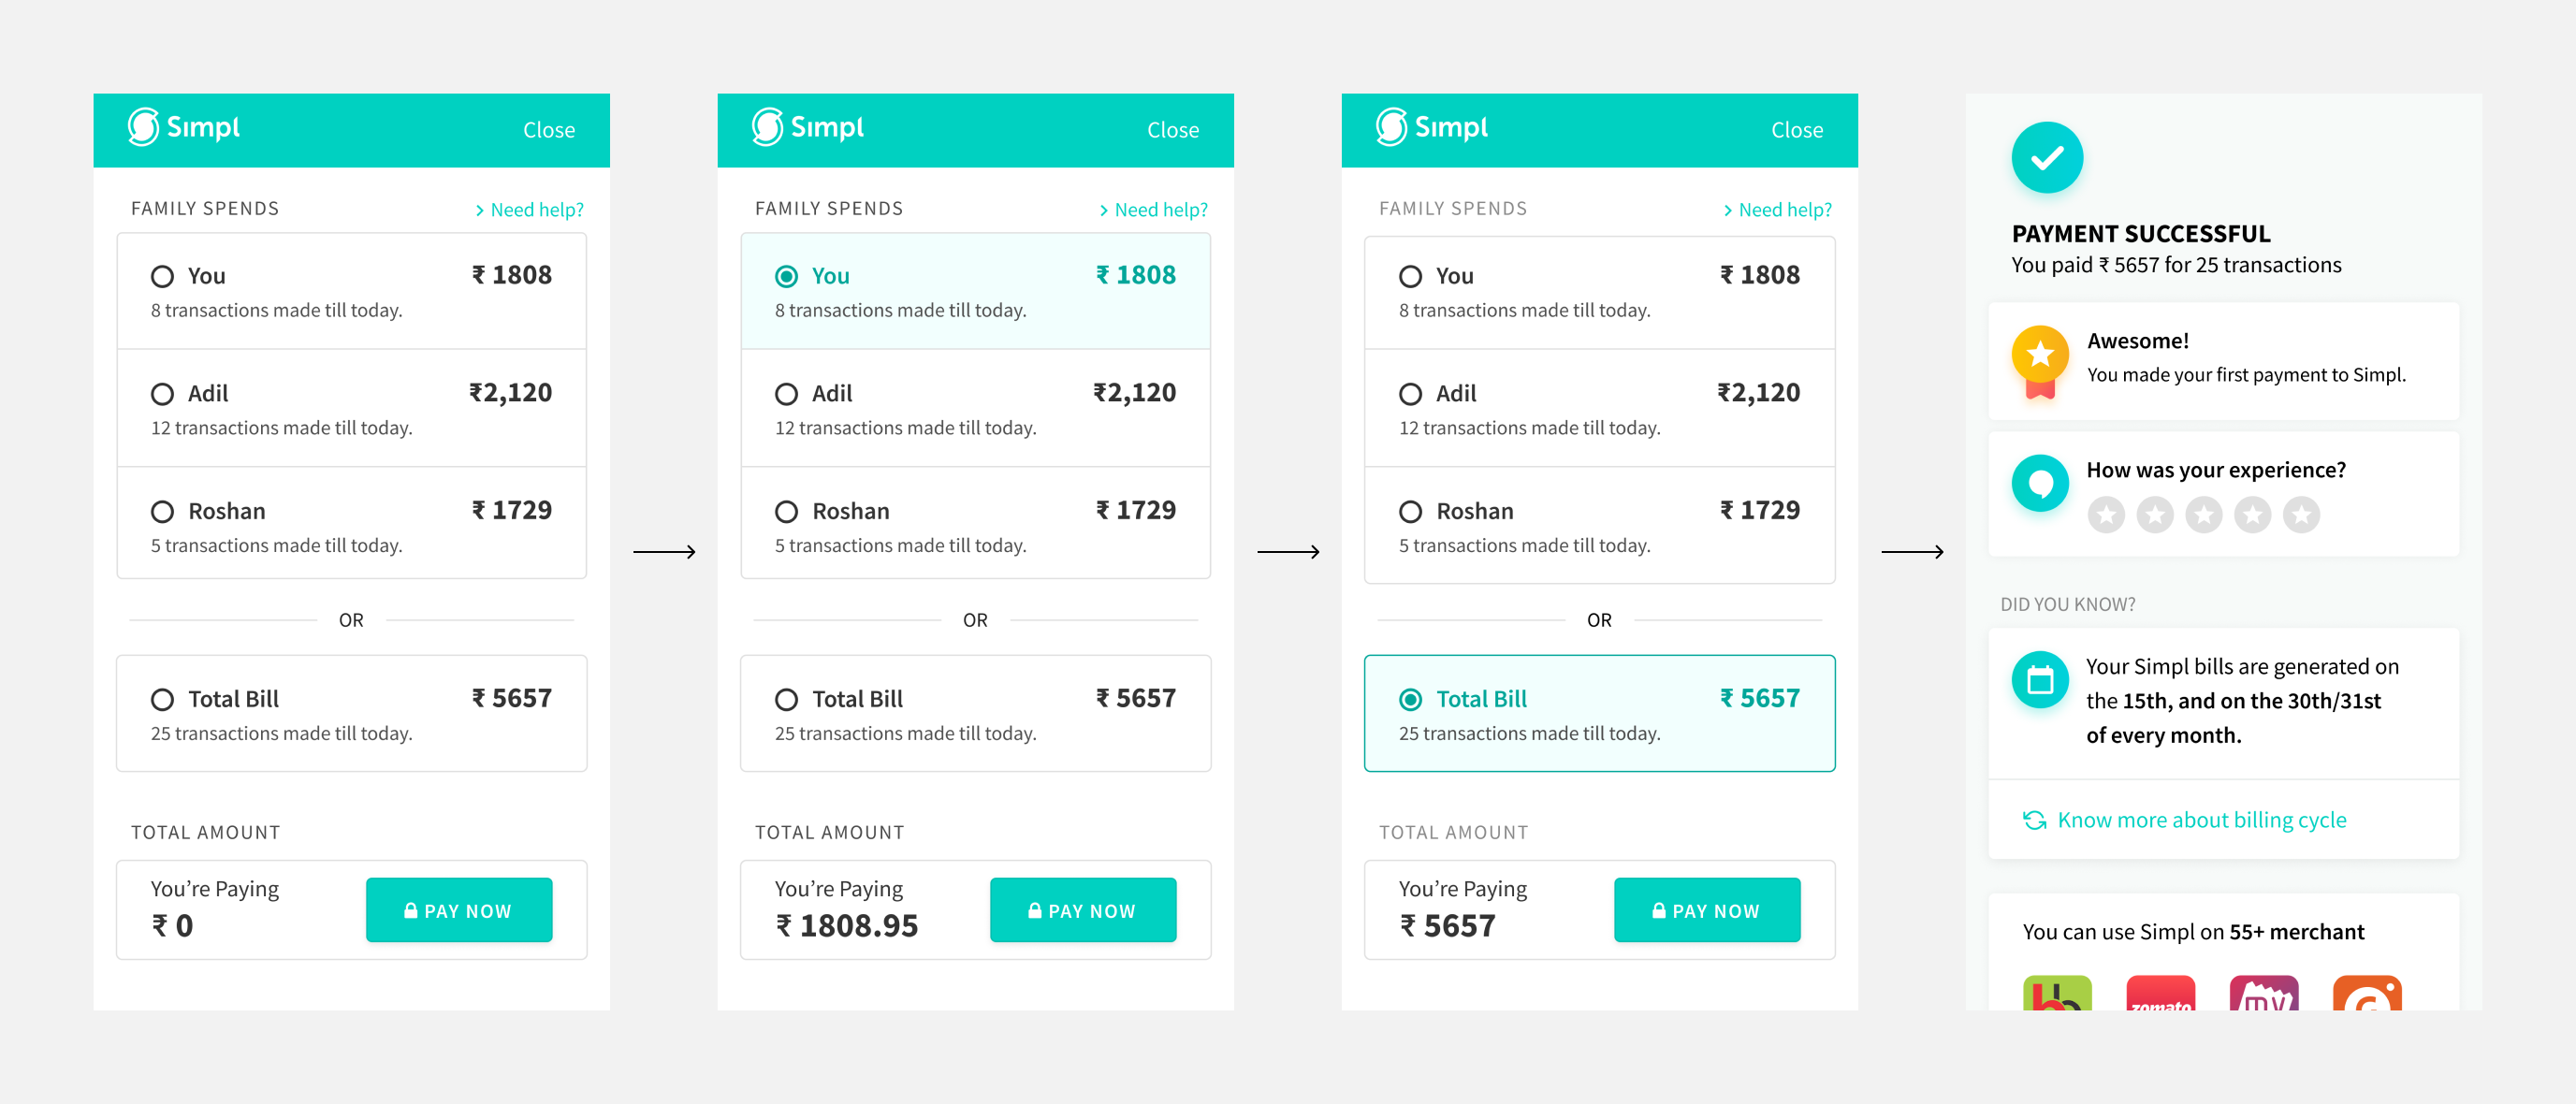 Simpl
Close
FAMILY SPENDS
> Need help?
You
₹ 1808
8 transactions made till today.
Adil
₹2,120
12 transactions made till today.
Roshan
₹ 1729
5 transactions made till today.
OR
Total Bill
₹ 5657
25 transactions made till today.
TOTAL AMOUNT
You’re Paying
₹ 0
PAY NOW
Simpl
Close
FAMILY SPENDS
> Need help?
You
₹ 1808
8 transactions made till today.
Adil
₹2,120
12 transactions made till today.
Roshan
₹ 1729
5 transactions made till today.
OR
Total Bill
₹ 5657
25 transactions made till today.
TOTAL AMOUNT
You’re Paying
₹ 1808.95
PAY NOW
Simpl
Close
FAMILY SPENDS
> Need help?
You
₹ 1808
8 transactions made till today.
Adil
₹2,120
12 transactions made till today.
Roshan
₹ 1729
5 transactions made till today.
OR
Total Bill
₹ 5657
25 transactions made till today.
TOTAL AMOUNT
You’re Paying
₹ 5657
PAY NOW
PAYMENT SUCCESSFUL
You paid ₹ 5657 for 25 transactions
Awesome!
You made your first payment to Simpl.
How was your experience?
DID YOU KNOW?
Your Simpl bills are generated on
the 15th, and on the 30th/31st
of every month.
Know more about billing cycle
You can use Simpl on 55+ merchant
bb
zomato
my